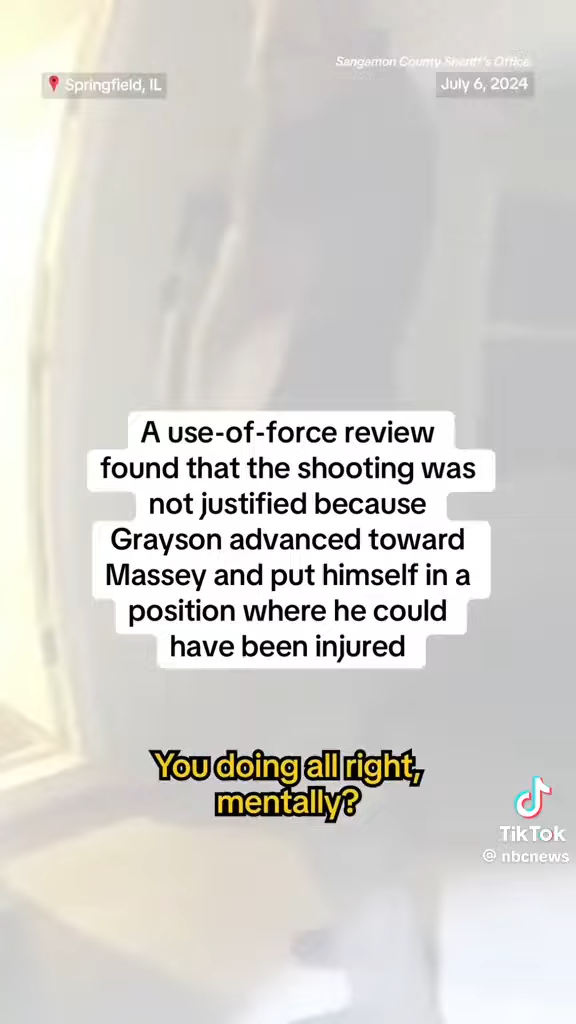 Sangamon County Sheriff's Office
Springfield, IL
July 6, 2024
A use-of-force review
found that the shooting was
not justified because
Grayson advanced toward
Massey and put himself in a
position where he could
have been injured
You doing all right,
mentally?
TikTok
@ nbcnews